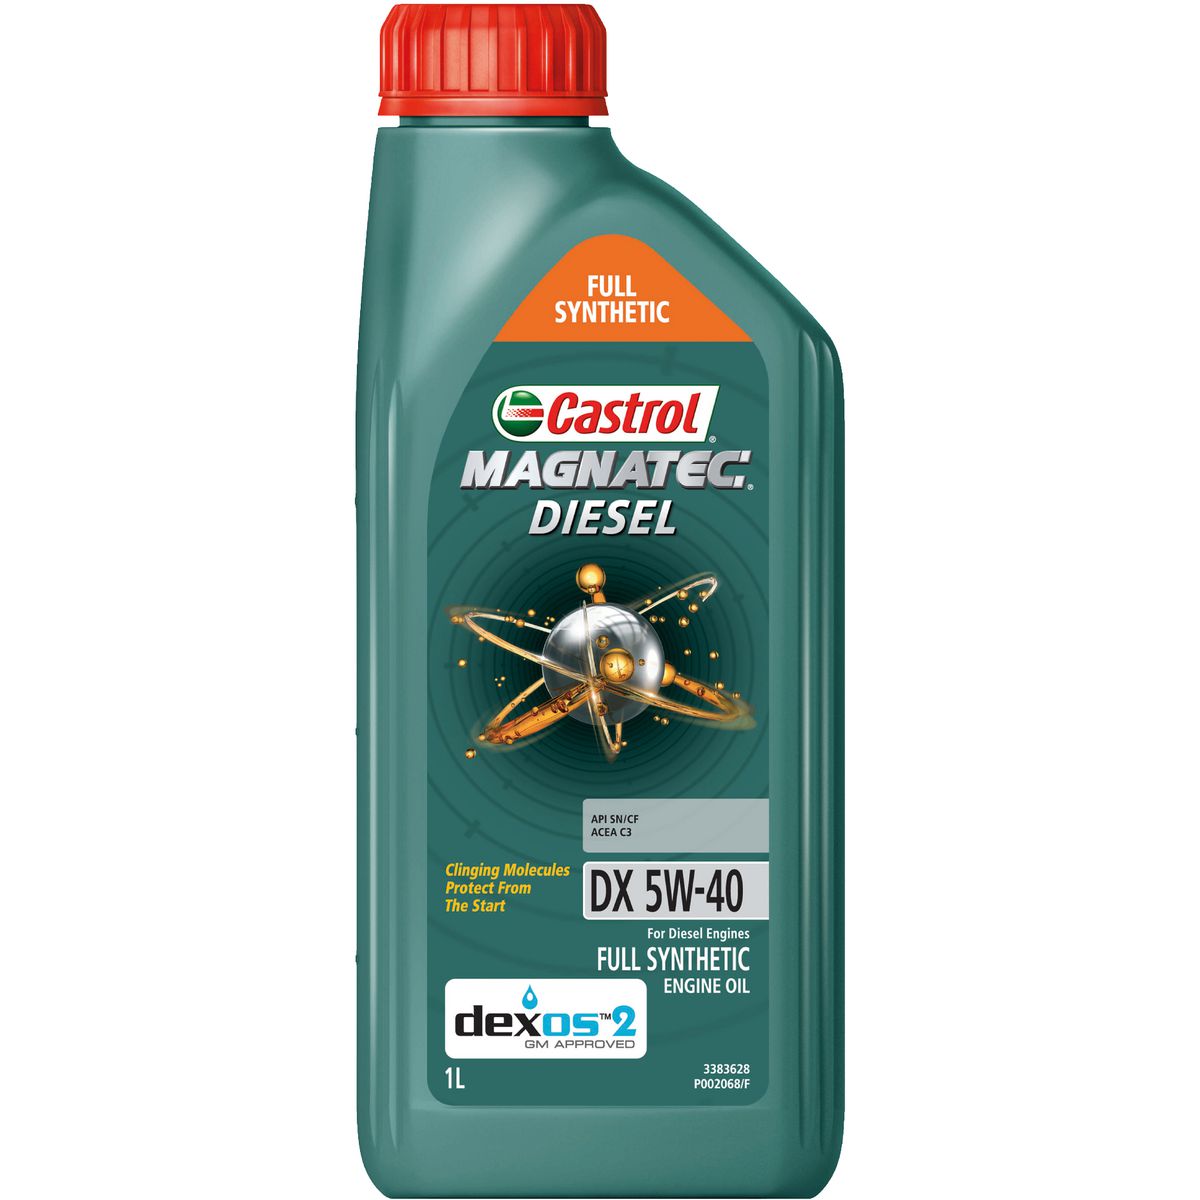 FULL
SYNTHETIC
Castrol®
MAGNATEC®
DIESEL
API SN/CF
ACEA C3
Clinging Molecules
Protect From
The Start
DX 5W-40
For Diesel Engines
FULL SYNTHETIC
ENGINE OIL
dexos™2
GM APPROVED
1L
3383628
P002068/F